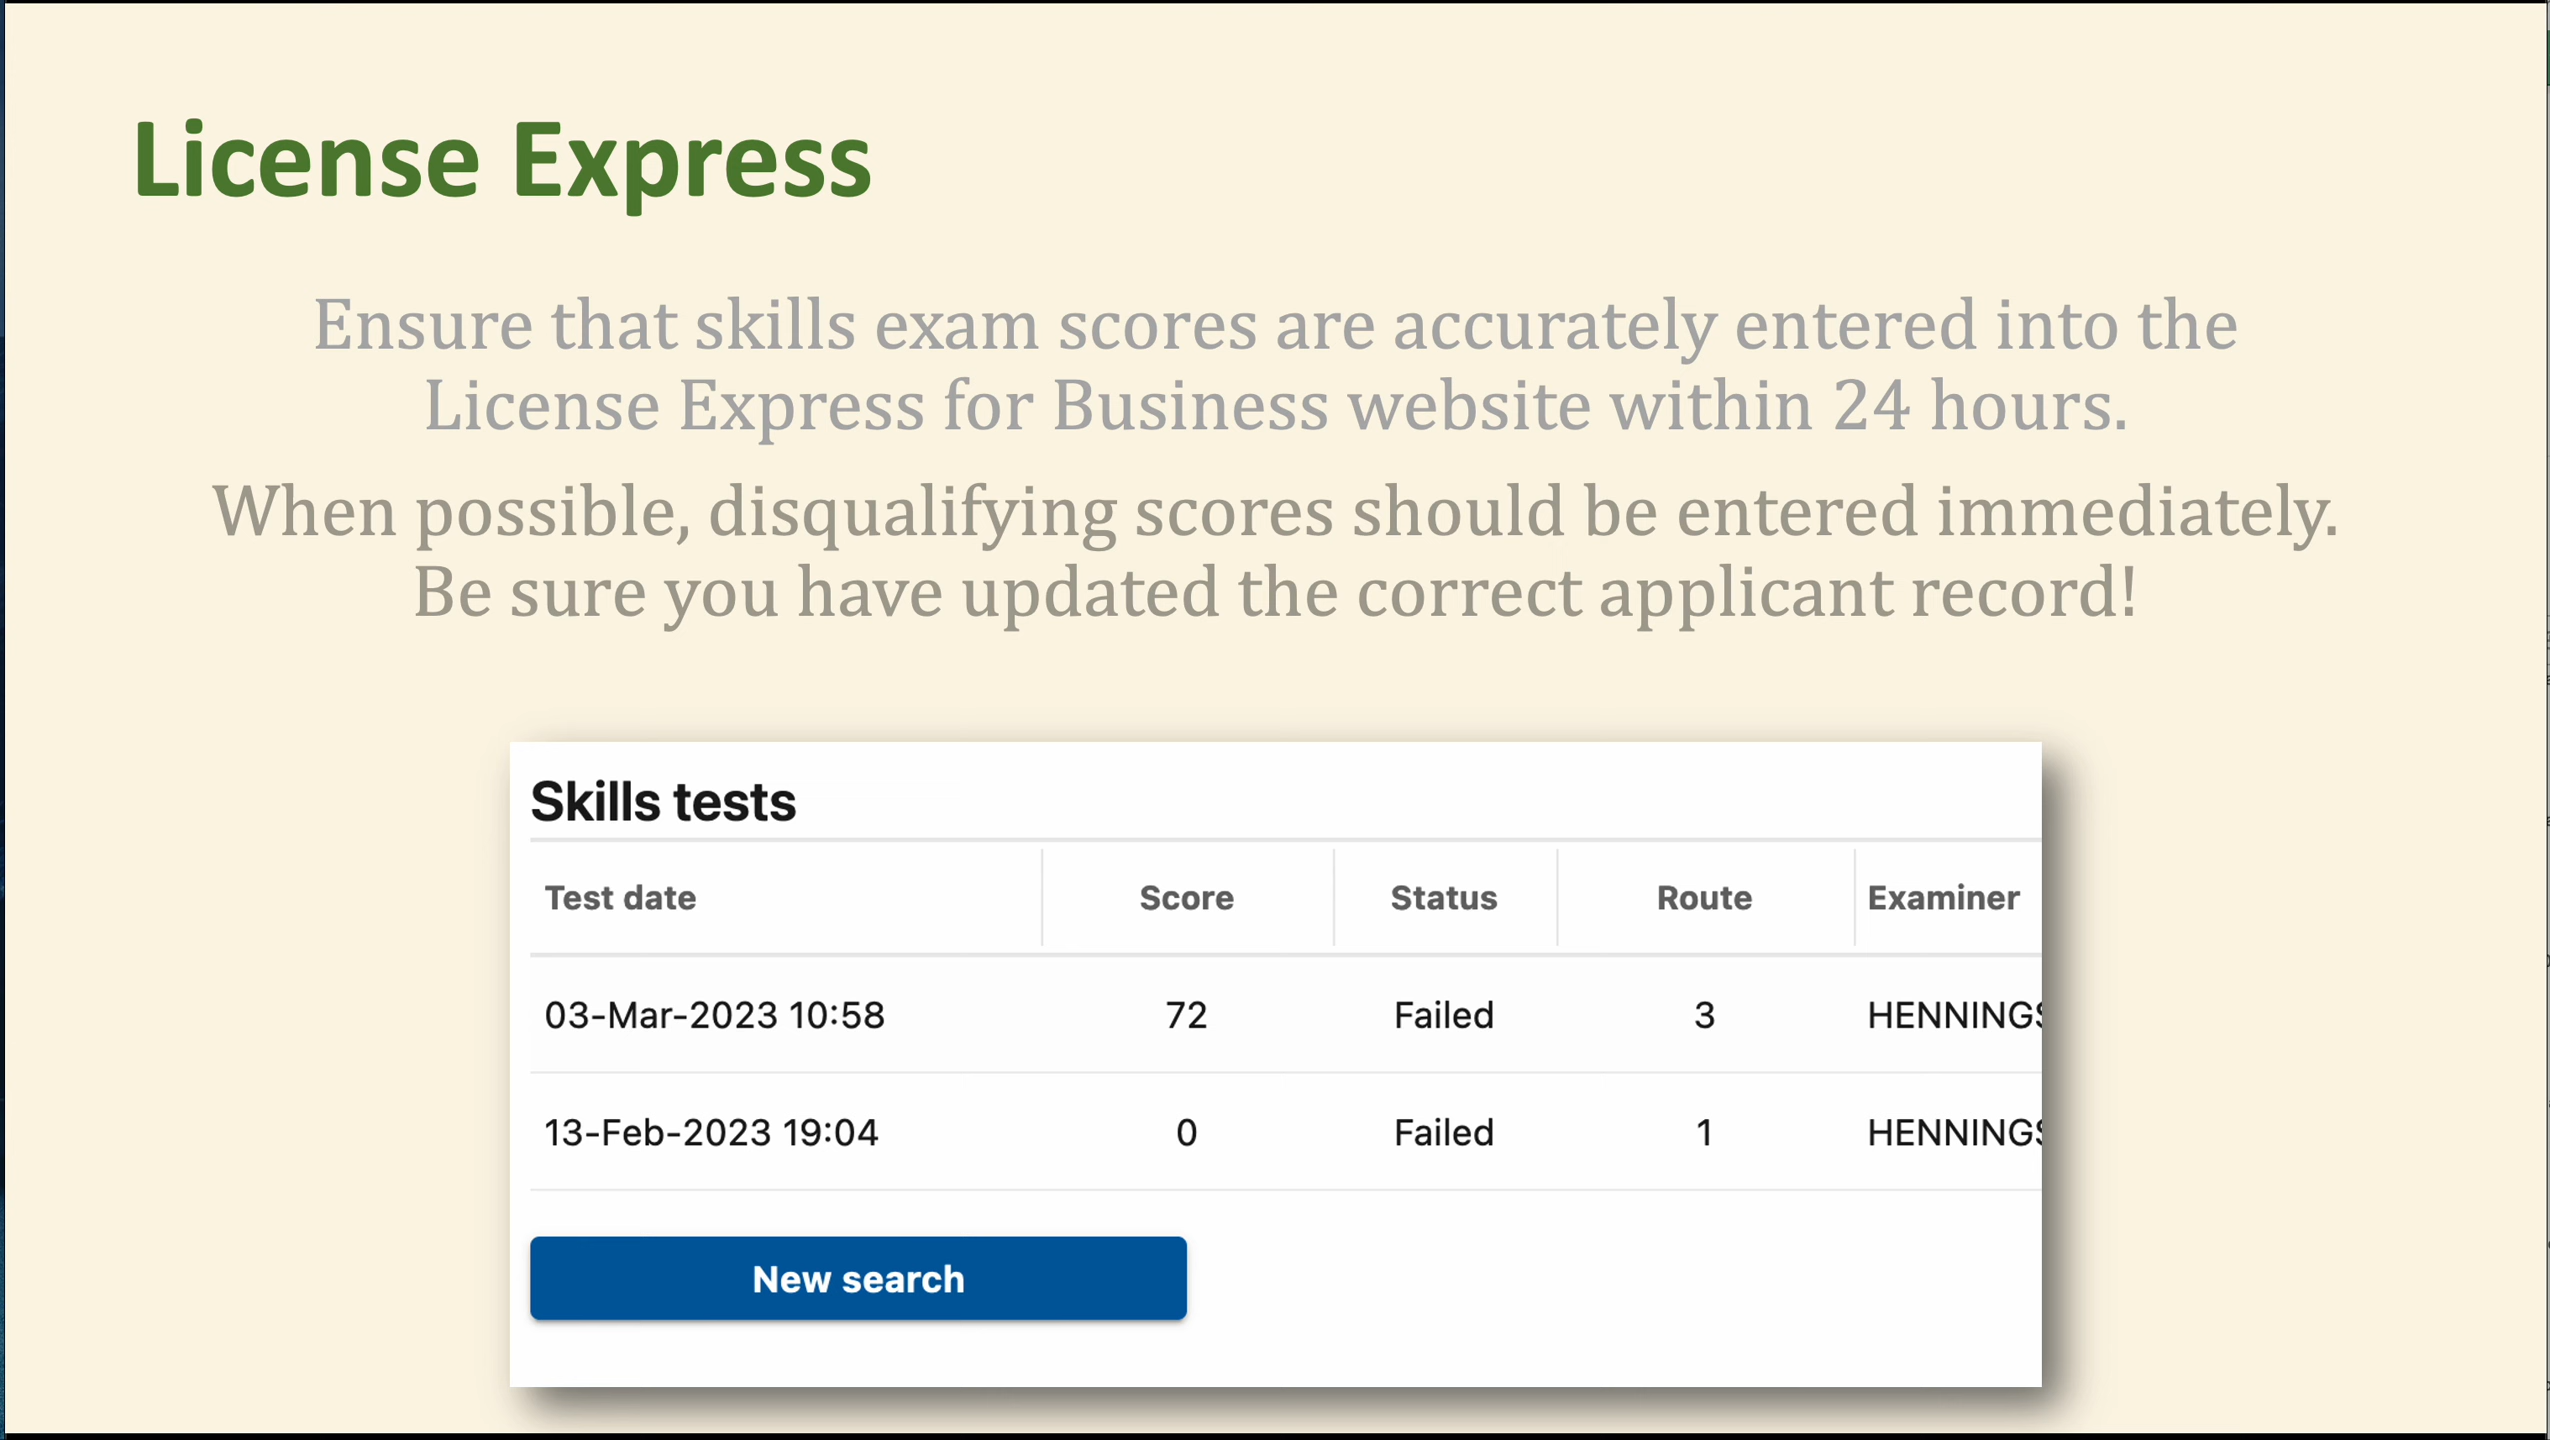 License Express
Ensure that skills exam scores are accurately entered into the
License Express for Business website within 24 hours.
When possible, disqualifying scores should be entered immediately.
Be sure you have updated the correct applicant record!
Skills tests
Test date Score Status Route Examiner
03-Mar-2023 10:58 72 Failed 3
13-Feb-2023 19:04 0 Failed 1
New search